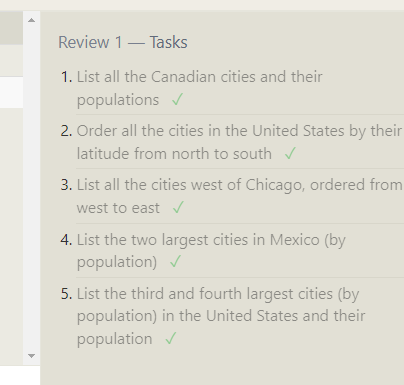 Review 1 — Tasks
1. List all the Canadian cities and their
populations ✓
2. Order all the cities in the United States by their
latitude from north to south ✓
3. List all the cities west of Chicago, ordered from
west to east ✓
4. List the two largest cities in Mexico (by
population) ✓
5. List the third and fourth largest cities (by
population) in the United States and their
population ✓